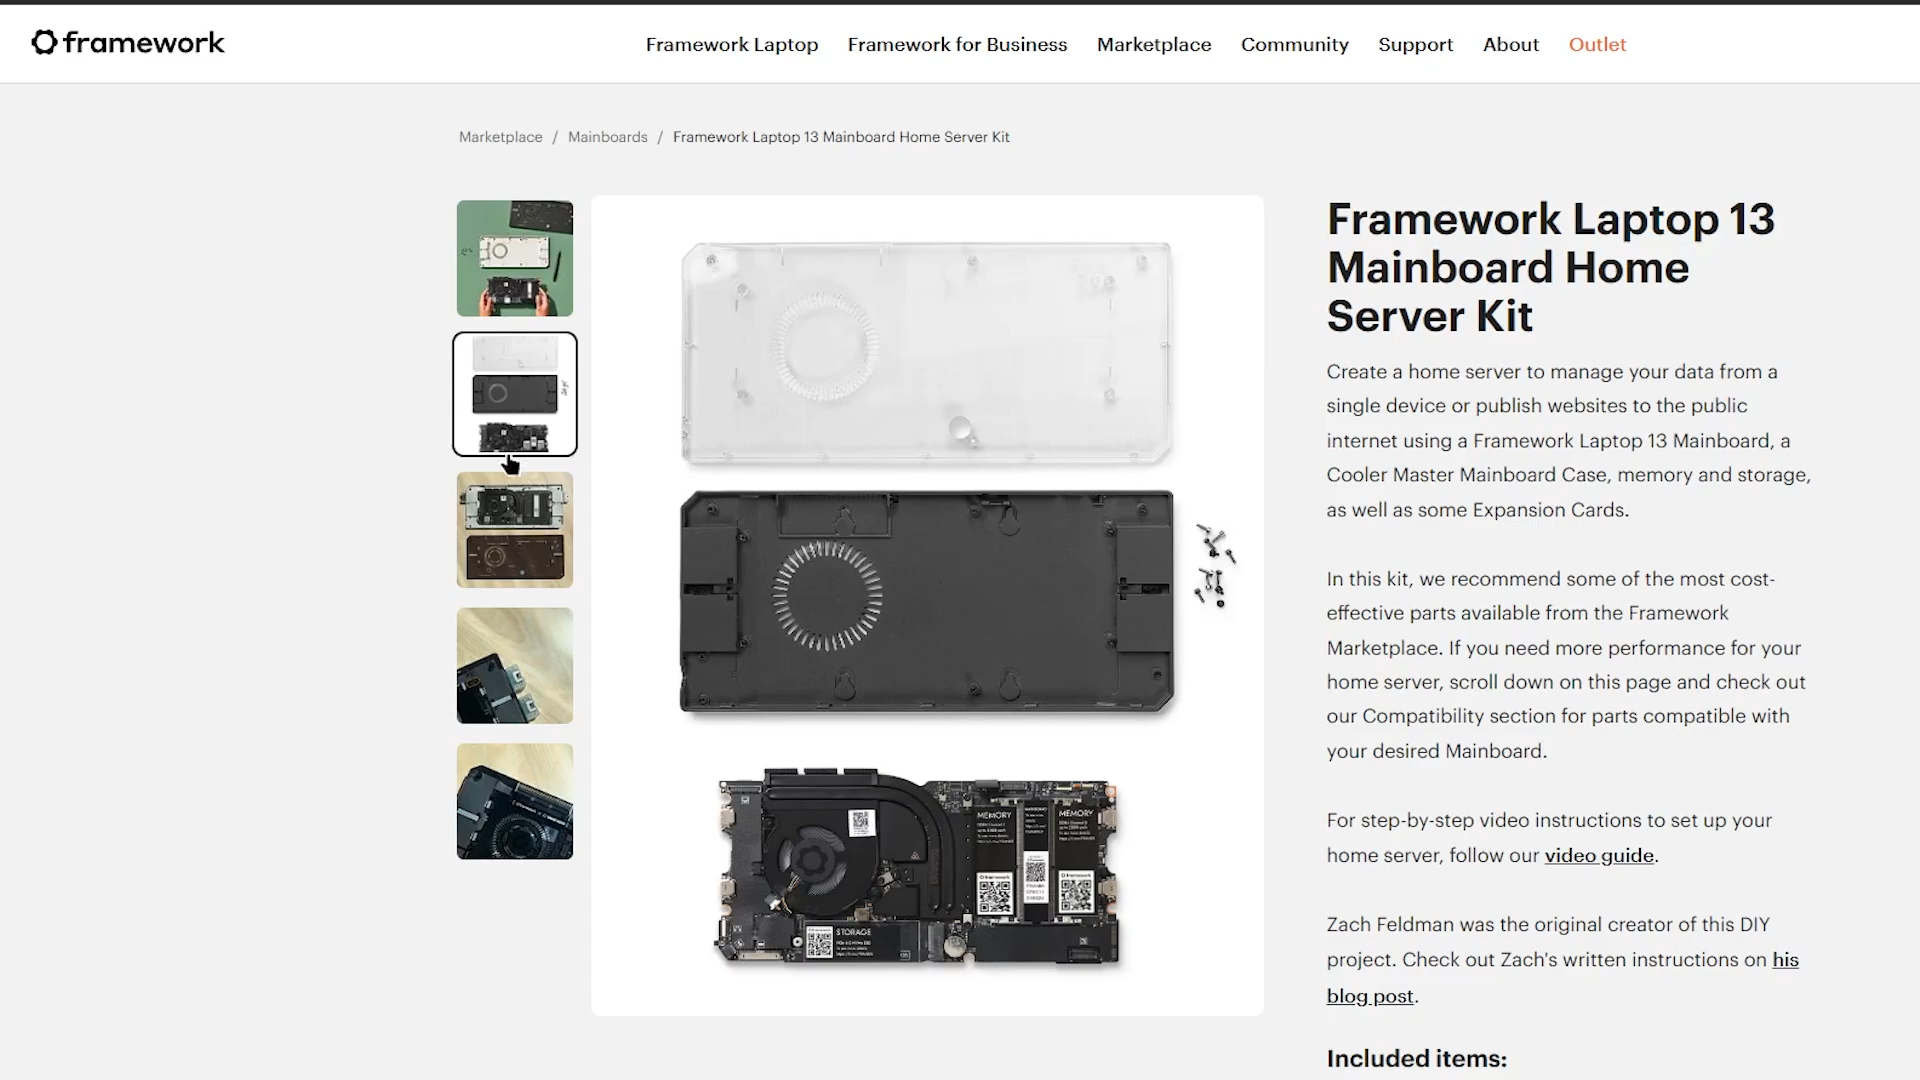 framework
Framework Laptop
Framework for Business
Marketplace
Community
Support
About
Outlet
Marketplace / Mainboards / Framework Laptop 13 Mainboard Home Server Kit
Framework Laptop 13
Mainboard Home
Server Kit
Create a home server to manage your data from a
single device or publish websites to the public
internet using a Framework Laptop 13 Mainboard, a
Cooler Master Mainboard Case, memory and storage,
as well as some Expansion Cards.
In this kit, we recommend some of the most cost-
effective parts available from the Framework
Marketplace. If you need more performance for your
home server, scroll down on this page and check out
our Compatibility section for parts compatible with
your desired Mainboard.
For step-by-step video instructions to set up your
home server, follow our video guide.
Zach Feldman was the original creator of this DIY
project. Check out Zach's written instructions on his
blog post.
Included items:
MEMORY
MEMORY
framework
framework
STORAGE